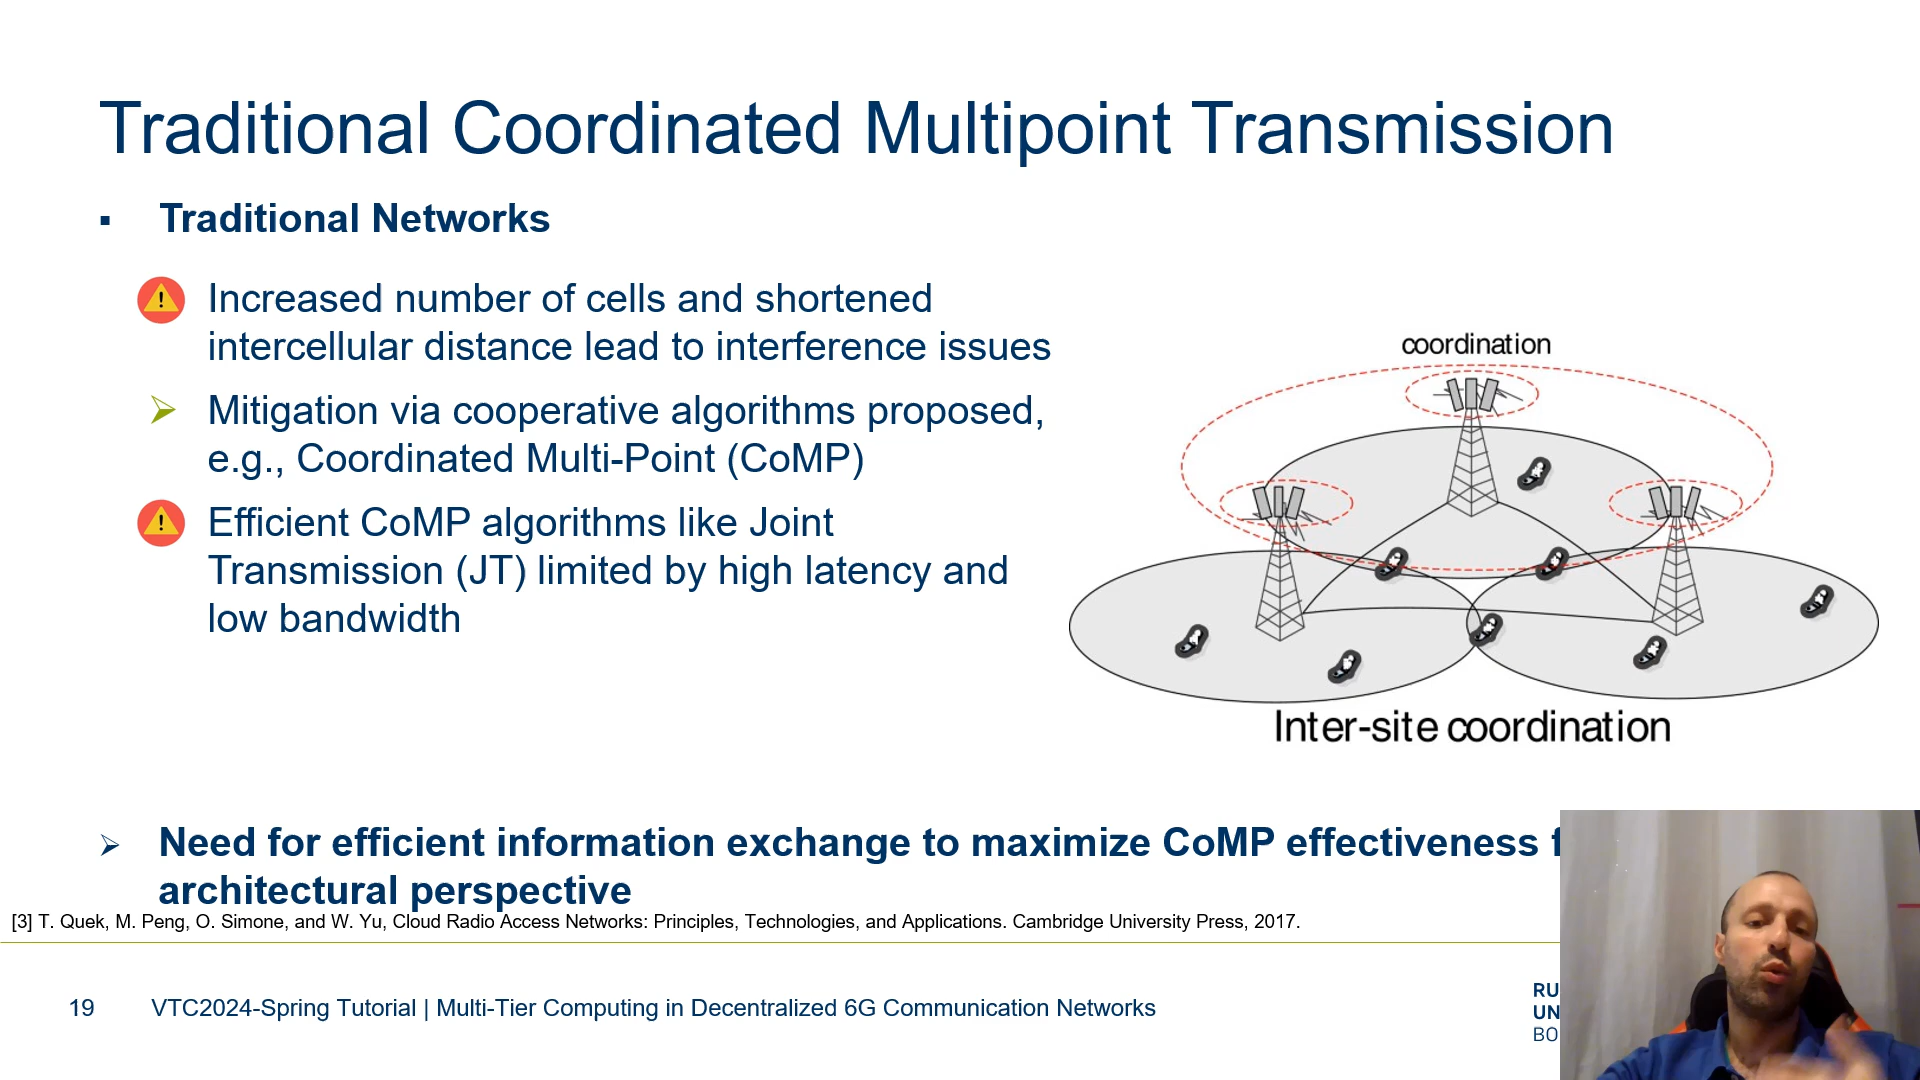 Traditional Coordinated Multipoint Transmission
Traditional Networks
Increased number of cells and shortened
intercellular distance lead to interference issues
Mitigation via cooperative algorithms proposed,
e.g., Coordinated Multi-Point (CoMP)
Efficient CoMP algorithms like Joint
Transmission (JT) limited by high latency and
low bandwidth
coordination
Inter-site coordination
Need for efficient information exchange to maximize CoMP effectiveness
architectural perspective
[3] T. Quek, M. Peng, O. Simone, and W. Yu, Cloud Radio Access Networks: Principles, Technologies, and Applications. Cambridge University Press, 2017.
19 VTC2024-Spring Tutorial | Multi-Tier Computing in Decentralized 6G Communication Networks
RU
UN
BO